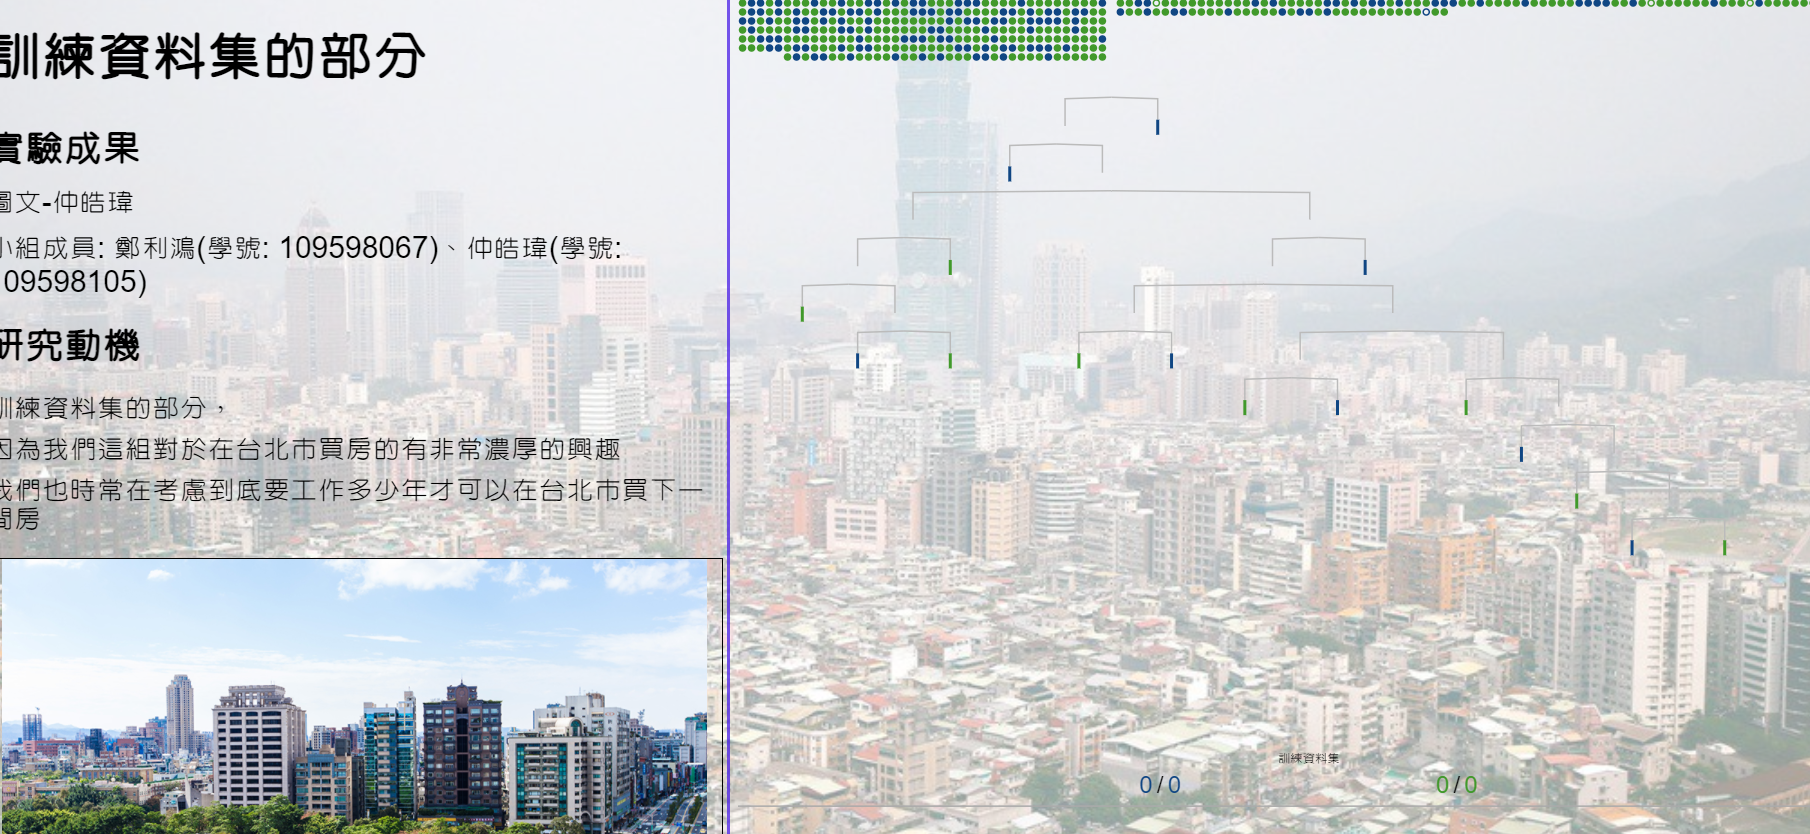 訓練資料集的部分
實驗成果
圖文-仲皓瑋
小組成員: 鄭利鴻(學號: 109598067)、仲皓瑋(學號:
09598105)
研究動機
訓練資料集的部分，
因為我們這組對於在台北市買房的有非常濃厚的興趣
我們也時常在考慮到底要工作多少年才可以在台北市買下一
間房
訓練資料集
0/0
0/0